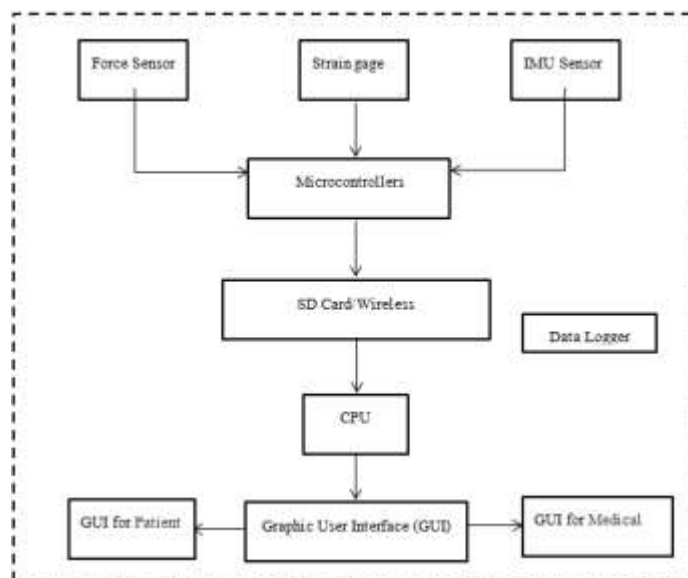 Force Sensor
Strain gage
IMU Sensor
Microcontrollers
SD Card/Wireless
Data Logger
CPU
GUI for Patient
Graphic User Interface (GUI)
GUI for Medical